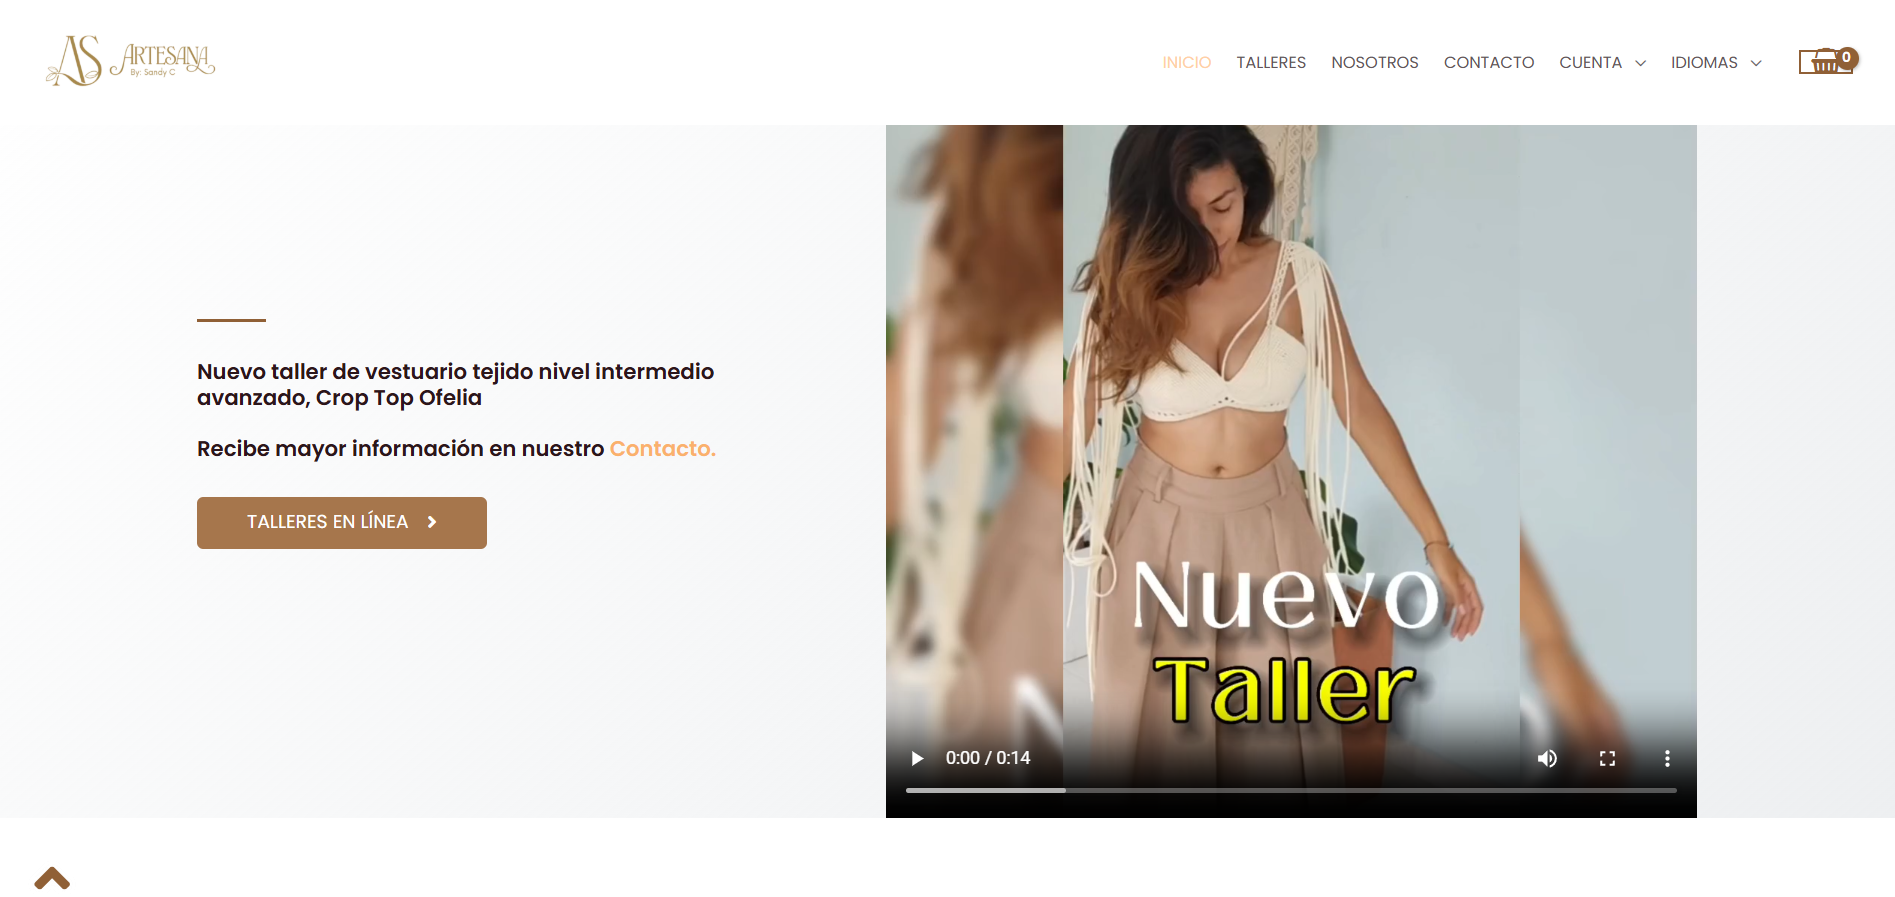 AS ARTESANA
By: Sandy C
INICIO TALLERES NOSOTROS CONTACTO CUENTA IDIOMAS 0
Nuevo taller de vestuario tejido nivel intermedio
avanzado, Crop Top Ofelia
Recibe mayor información en nuestro Contacto.
TALLERES EN LÍNEA
Nuevo
Taller
0:00 / 0:14